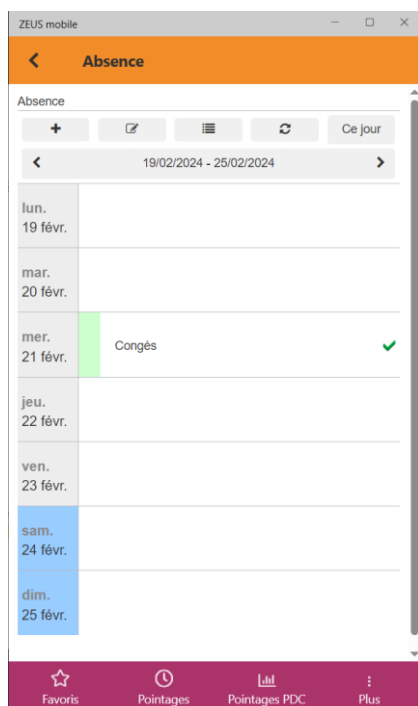 ZEUS mobile
Absence
Absence
Ce jour
19/02/2024 - 25/02/2024
lun.
19 févr.
mar.
20 févr.
mer.
21 févr.
Congés
jeu.
22 févr.
ven.
23 févr.
sam.
24 févr.
dim.
25 févr.
Favoris Pointages Pointages PDC Plus